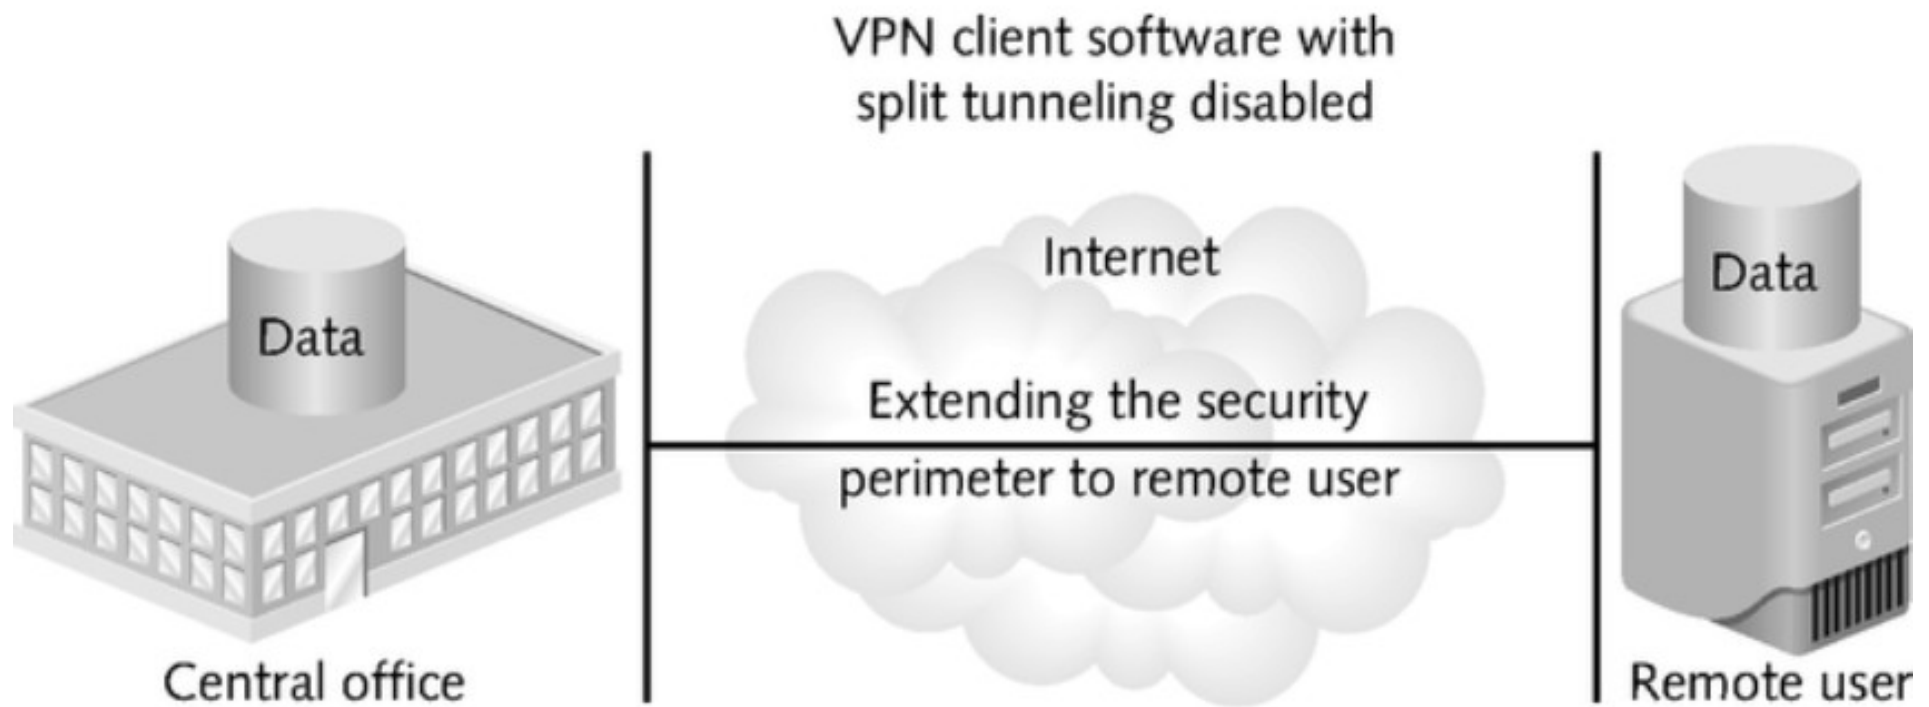 VPN client software with
split tunneling disabled
Internet
Data
Data
Extending the security
perimeter to remote user
Central office
Remote user